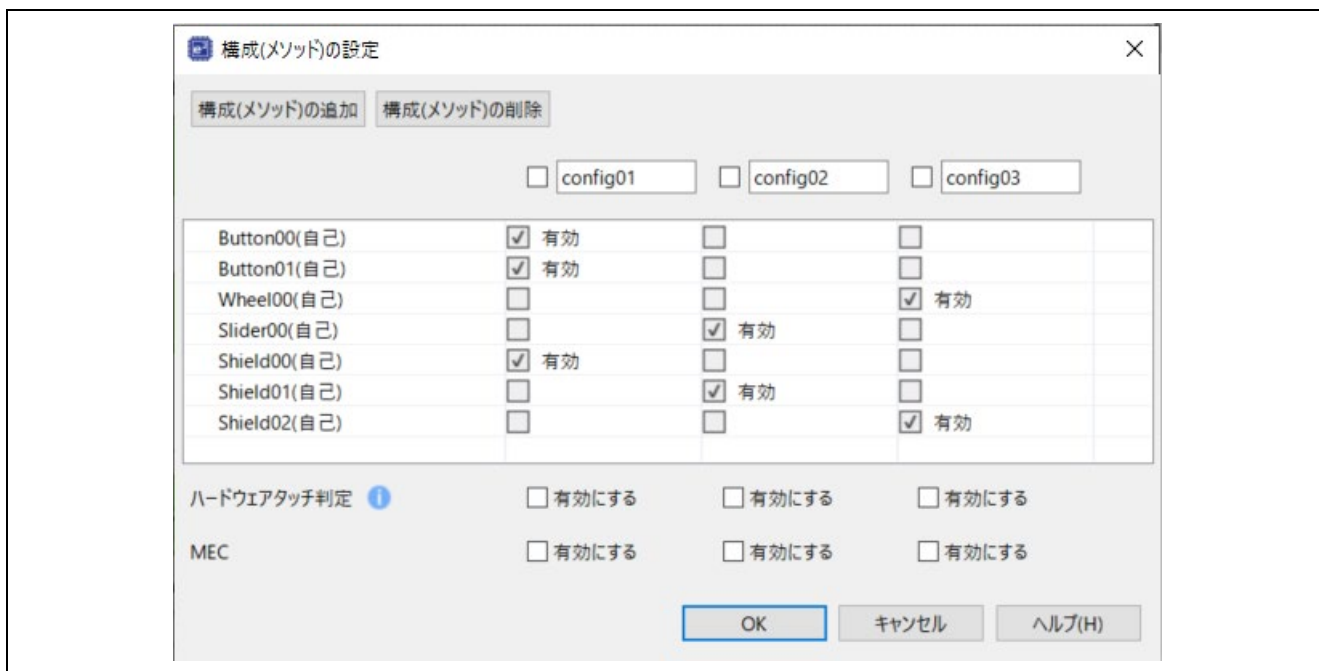 構成(メソッド)の設定
構成(メソッド)の追加 構成(メソッド)の削除
config01 config02 config03
Button00(自己) 有効
Button01(自己) 有効
Wheel00(自己) 有効
Slider00(自己) 有効
Shield00(自己) 有効
Shield01(自己) 有効
Shield02(自己) 有効
ハードウェアタッチ判定 有効にする 有効にする 有効にする
MEC 有効にする 有効にする 有効にする
OK キャンセル ヘルプ(H)